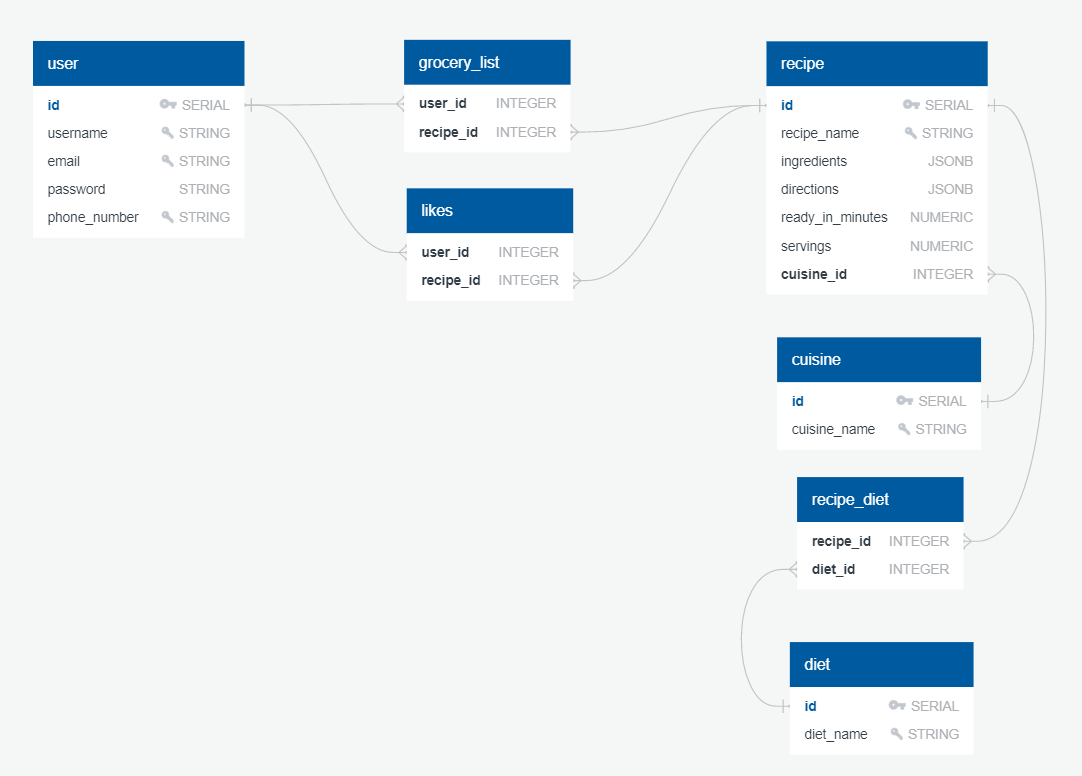 user
id SERIAL
username STRING
email STRING
password STRING
phone_number STRING
grocery_list
user_id INTEGER
recipe_id INTEGER
likes
user_id INTEGER
recipe_id INTEGER
recipe
id SERIAL
recipe_name STRING
ingredients JSONB
directions JSONB
ready_in_minutes NUMERIC
servings NUMERIC
cuisine_id INTEGER
cuisine
id SERIAL
cuisine_name STRING
recipe_diet
recipe_id INTEGER
diet_id INTEGER
diet
id SERIAL
diet_name STRING